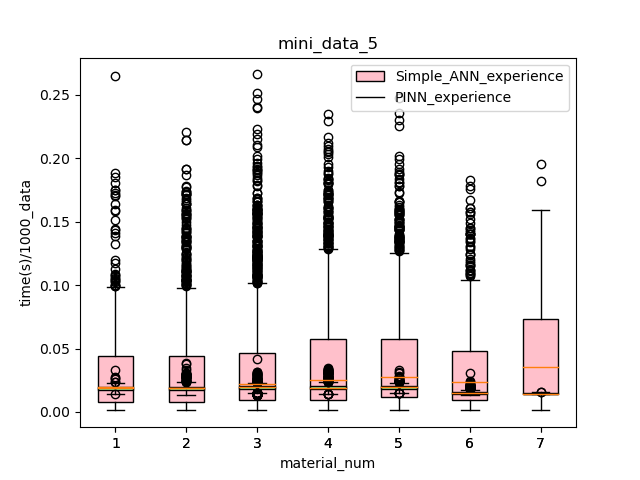 mini_data_5
Simple_ANN_experience
PINN_experience
time(s)/1000_data
0.25
0.20
0.15
0.10
0.05
0.00
1 2 3 4 5 6 7
material_num